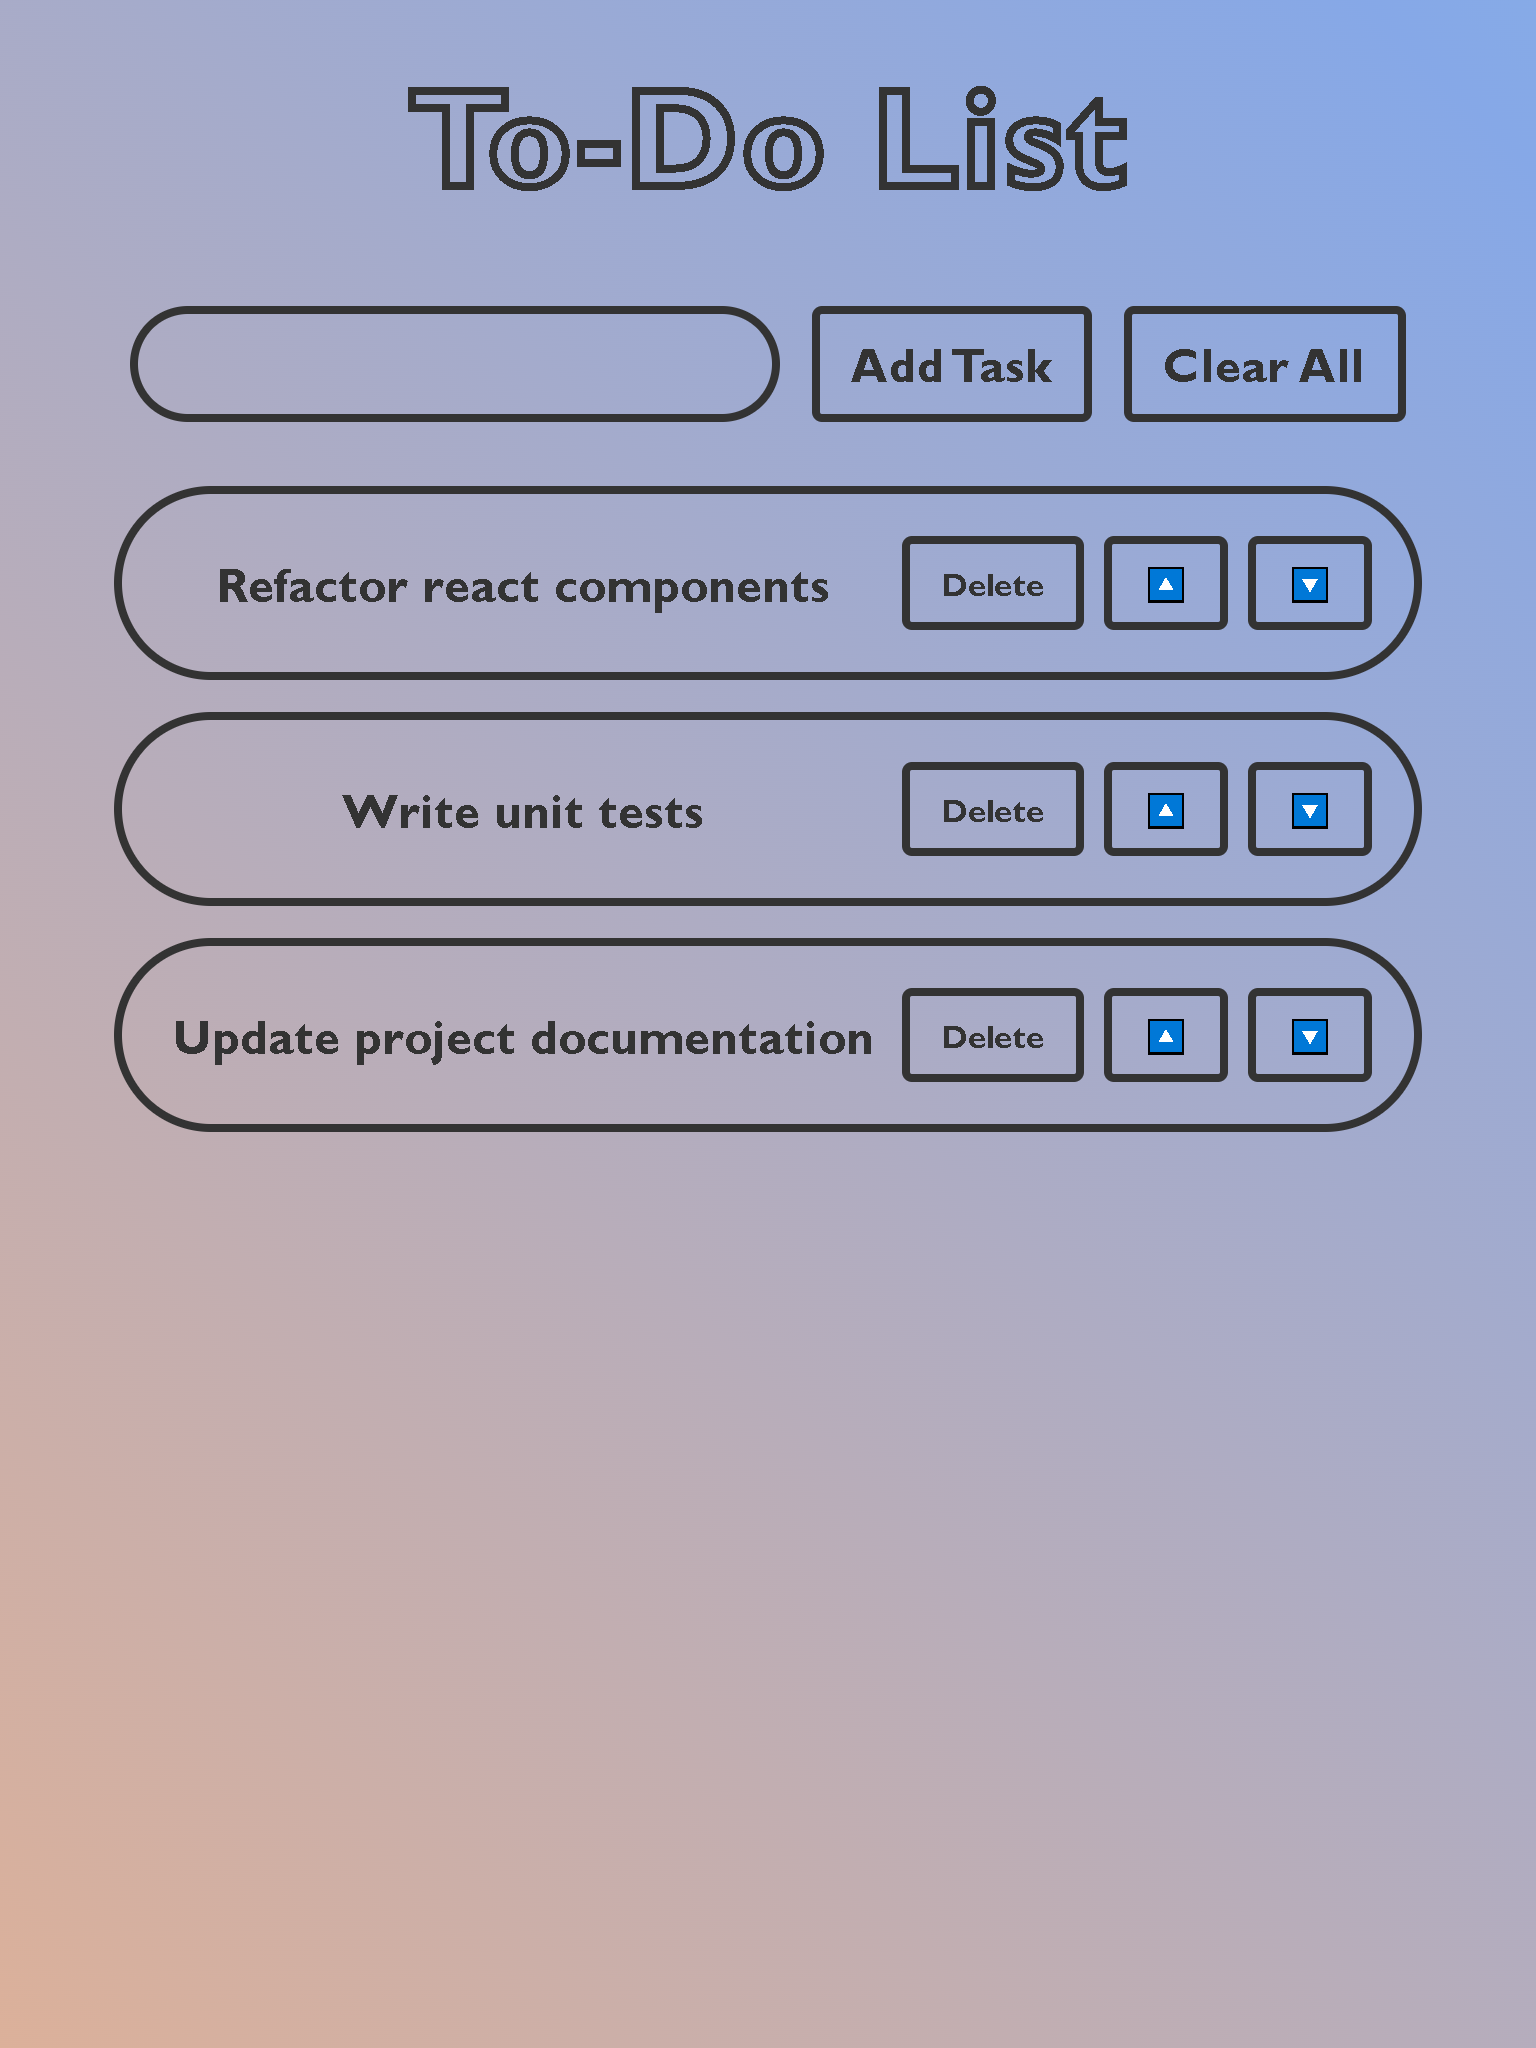 To-Do List
Add Task Clear All
Refactor react components Delete 🔼 🔽
Write unit tests Delete 🔼 🔽
Update project documentation Delete 🔼 🔽